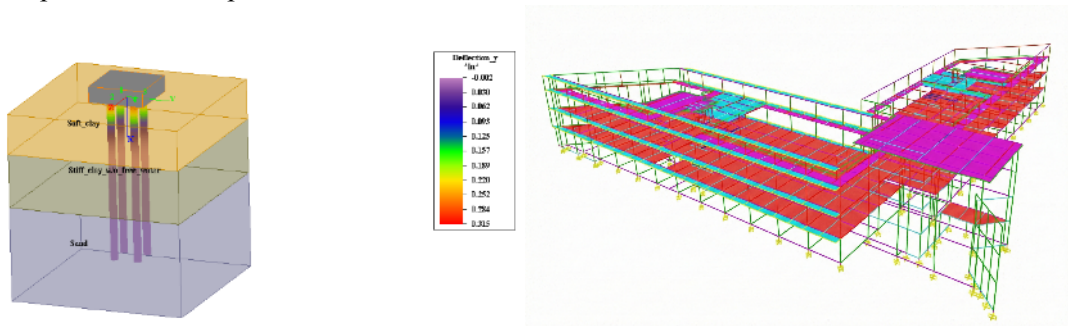 Soft_clay
Stiff_clay_w/o_free_water
Sand
Deflection_y
"in"
-0.002
0.030
0.062
0.093
0.125
0.157
0.189
0.220
0.252
0.284
0.315
Y